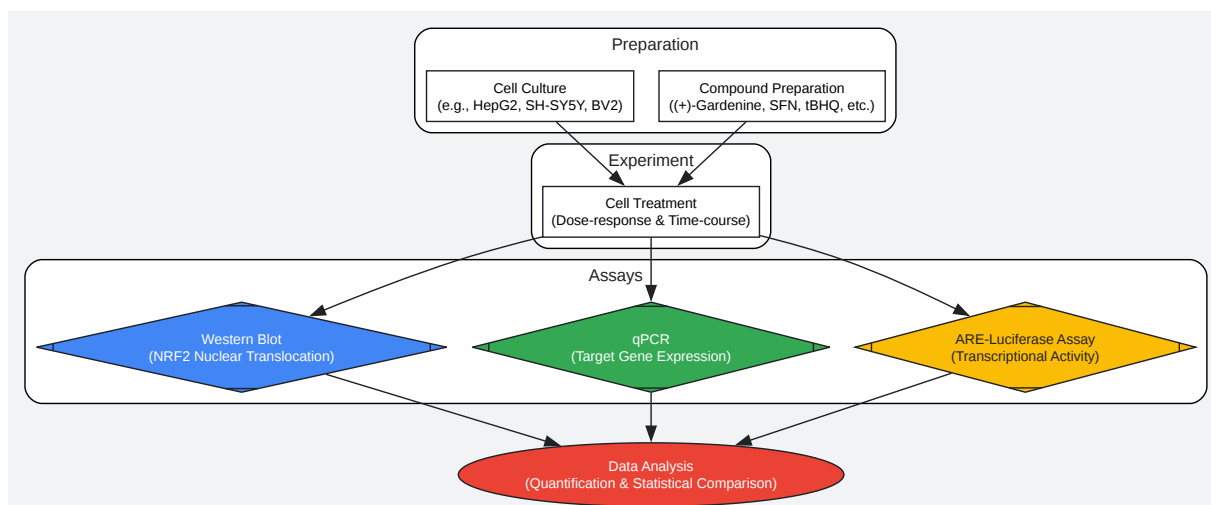 Preparation
Cell Culture
(e.g., HepG2, SH-SY5Y, BV2)
Compound Preparation
((+)-Gardenine, SFN, tBHQ, etc.)
Experiment
Cell Treatment
(Dose-response & Time-course)
Assays
Western Blot
(NRF2 Nuclear Translocation)
qPCR
(Target Gene Expression)
ARE-Luciferase Assay
(Transcriptional Activity)
Data Analysis
(Quantification & Statistical Comparison)